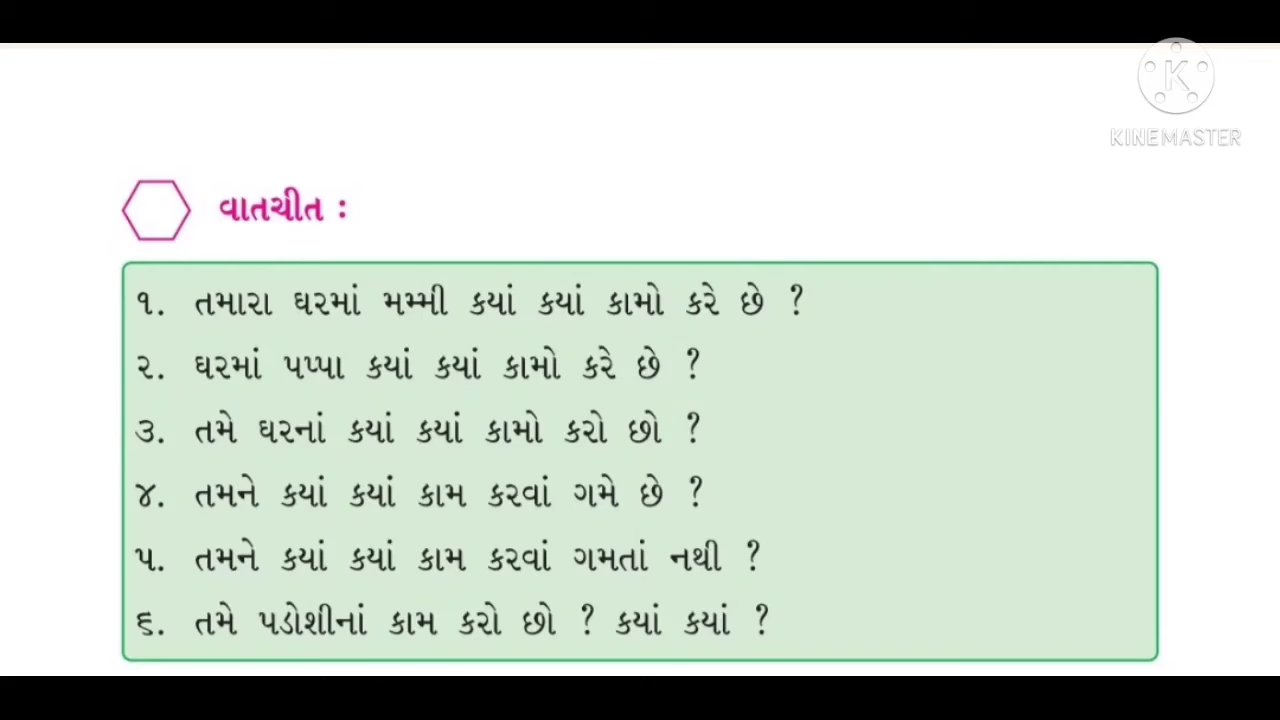 KINEMASTER
વાતચીત :
૧. તમારા ઘરમાં મમ્મી કયાં કયાં કામો કરે છે ?
૨. ઘરમાં પપ્પા કયાં કયાં કામો કરે છે ?
૩. તમે ઘરનાં કયાં કયાં કામો કરો છો ?
૪. તમને કયાં કયાં કામ કરવાં ગમે છે ?
૫. તમને કયાં કયાં કામ કરવાં ગમતાં નથી ?
૬. તમે પડોશીનાં કામ કરો છો ? કયાં કયાં ?